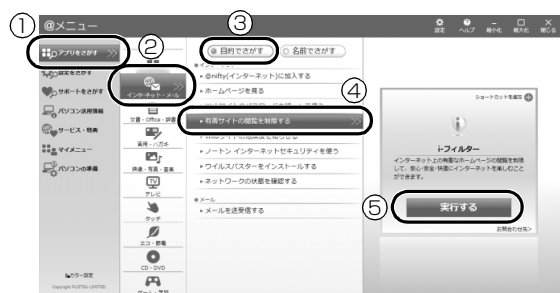 ① ② ③ ④ ⑤
@メニュー
設定 ヘルプ 最小化 最大化 閉じる
アプリをさがす
設定をさがす
サポートをさがす
パソコン活用情報
サービス・特典
マイメニュー
パソコンの準備
カラー設定
Copyright FUJITSU LIMITED
インターネット・メール
文書・Office・辞書
実用・ハガキ
映像・写真・音楽
テレビ
タッチ
エコ・節電
CD・DVD
目的でさがす 名前でさがす
@nifty(インターネット)に加入する
ホームページを見る
有害サイトの閲覧を制限する
ノートン インターネットセキュリティを使う
ウイルスバスターをインストールする
ネットワークの状態を確認する
メール
メールを送受信する
ショートカットを追加
i-フィルター
インターネット上の有害なホームページの閲覧を制限
して、安心・安全・快適にインターネットを楽しむこと
ができます。
実行する
お問合わせ先>